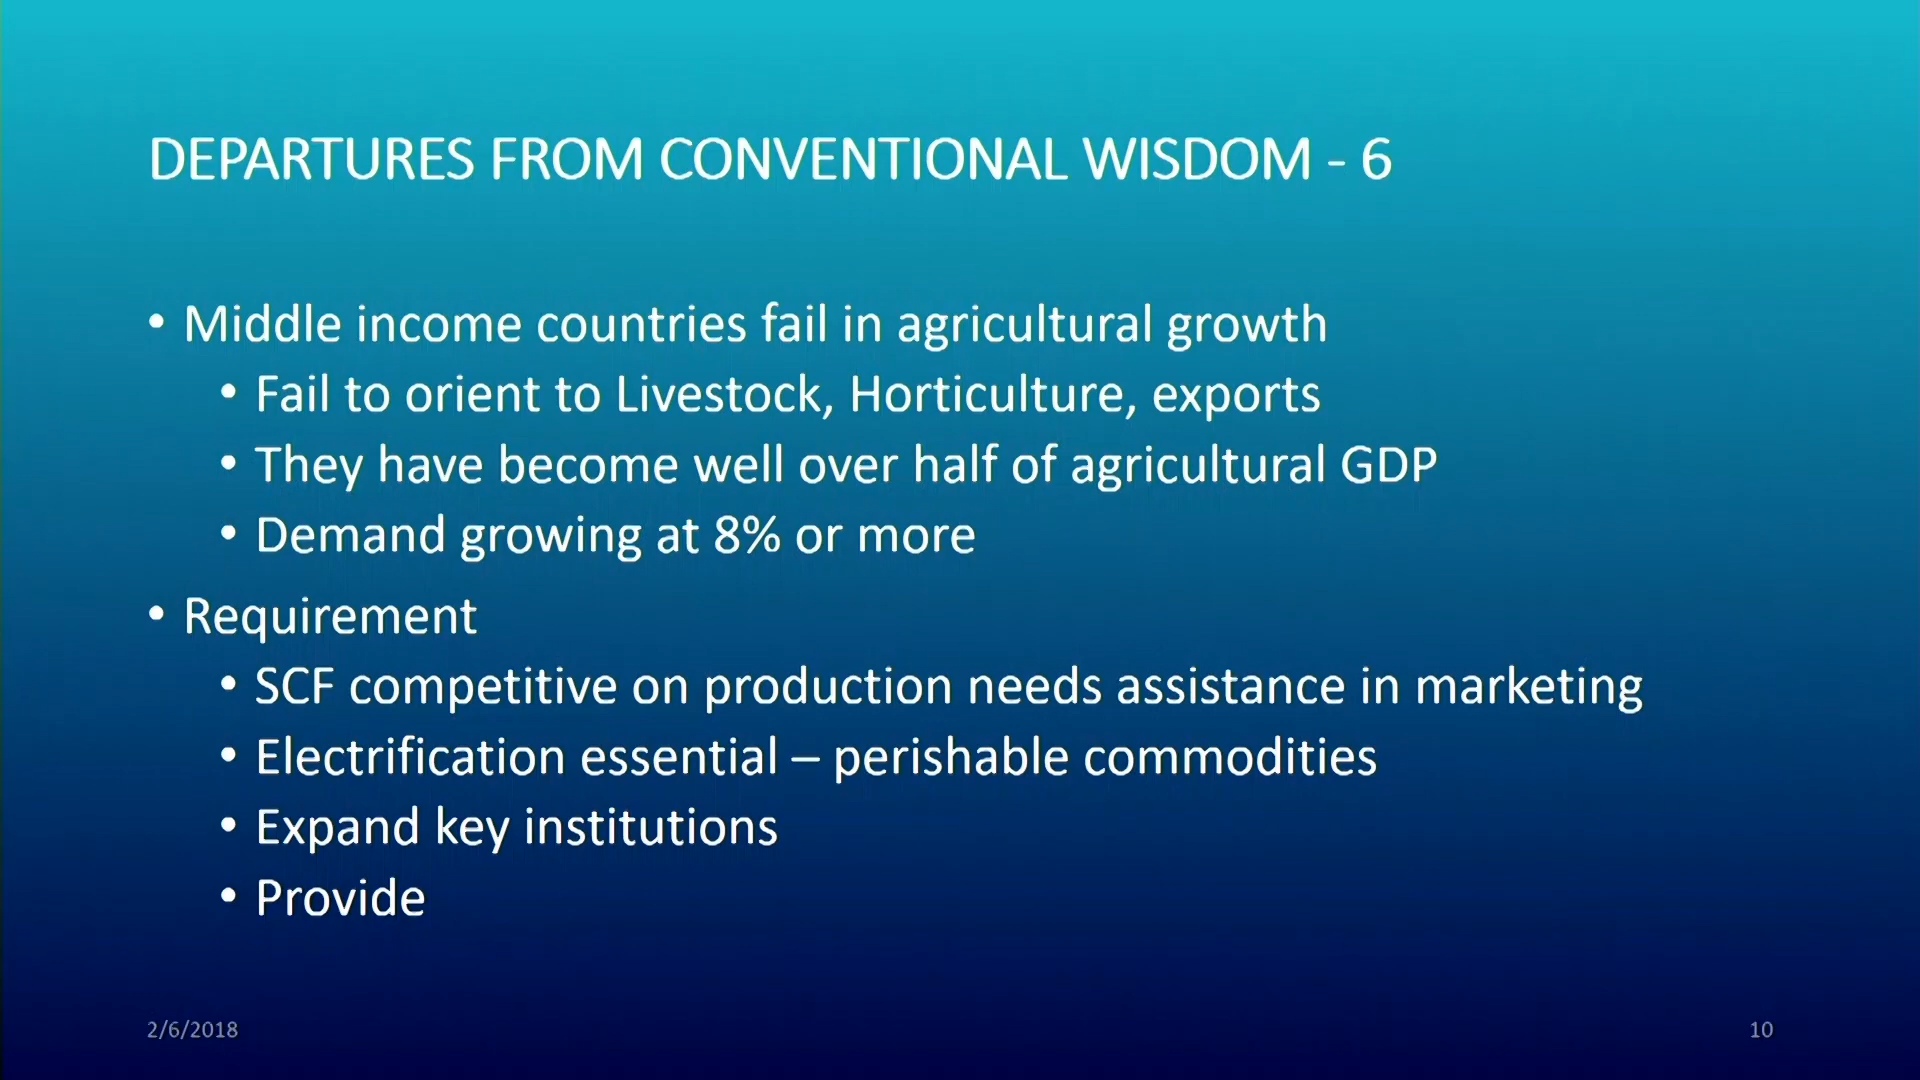 DEPARTURES FROM CONVENTIONAL WISDOM - 6
• Middle income countries fail in agricultural growth
• Fail to orient to Livestock, Horticulture, exports
• They have become well over half of agricultural GDP
• Demand growing at 8% or more
• Requirement
• SCF competitive on production needs assistance in marketing
• Electrification essential – perishable commodities
• Expand key institutions
• Provide
2/6/2018
10